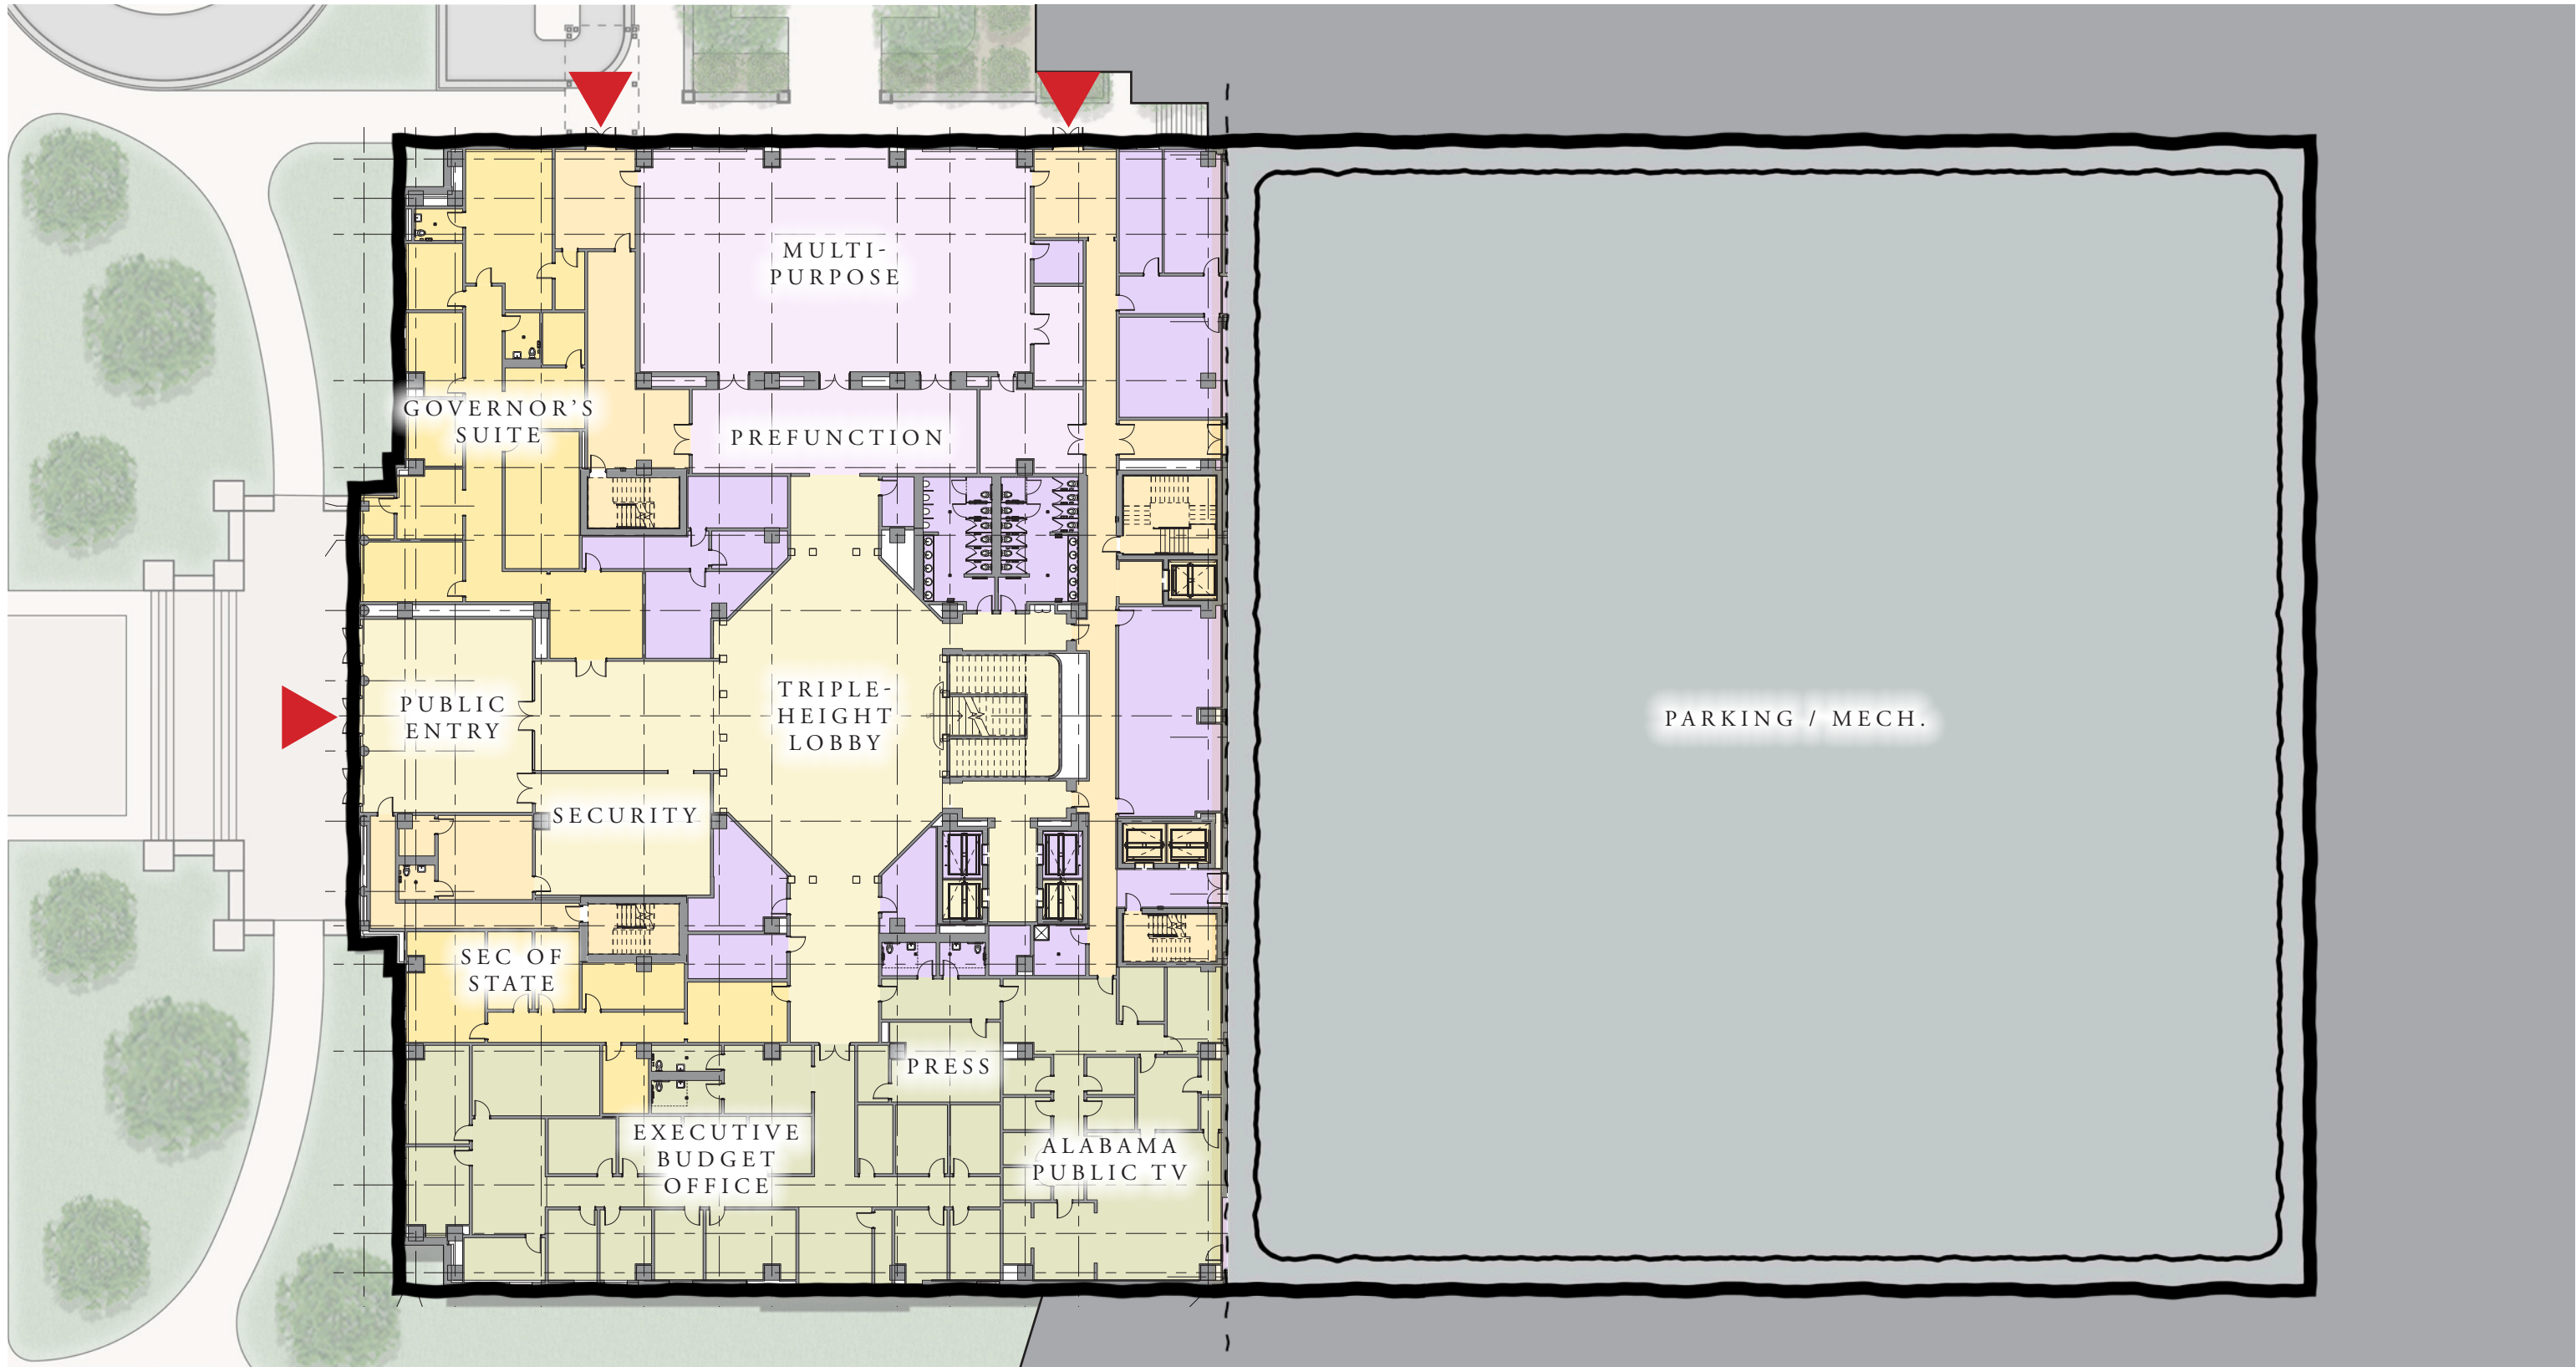 MULTI-
PURPOSE
GOVERNOR'S
SUITE
PREFUNCTION
PUBLIC
ENTRY
TRIPLE-
HEIGHT
LOBBY
PARKING / MECH.
SECURITY
SEC OF
STATE
PRESS
EXECUTIVE
BUDGET
OFFICE
ALABAMA
PUBLIC TV